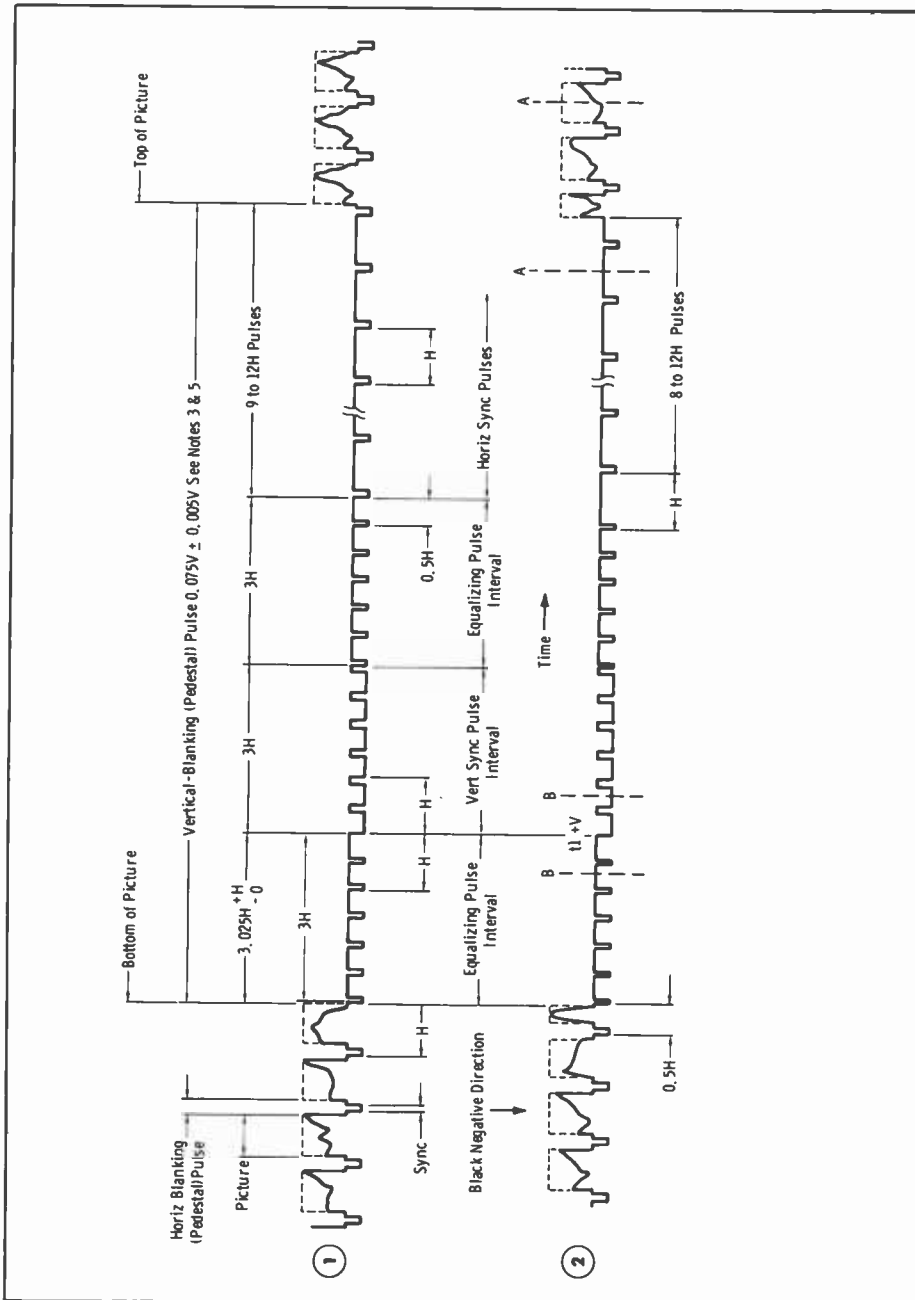 Top of Picture
Bottom of Picture
Vertical-Blanking (Pedestal) Pulse 0.075V ± 0.005V See Notes 3 & 5
3.025H +H - 0
3H
3H
9 to 12H Pulses
3H
Horiz Blanking
(Pedestal) Pulse
Picture
1
Sync
H
H
H
0.5H
H
Equalizing Pulse
Interval
Vert Sync Pulse
Interval
Equalizing Pulse
Interval
Horiz Sync Pulses
Black Negative Direction
Time
B
t1 +V
B
A
A
2
0.5H
H
8 to 12H Pulses